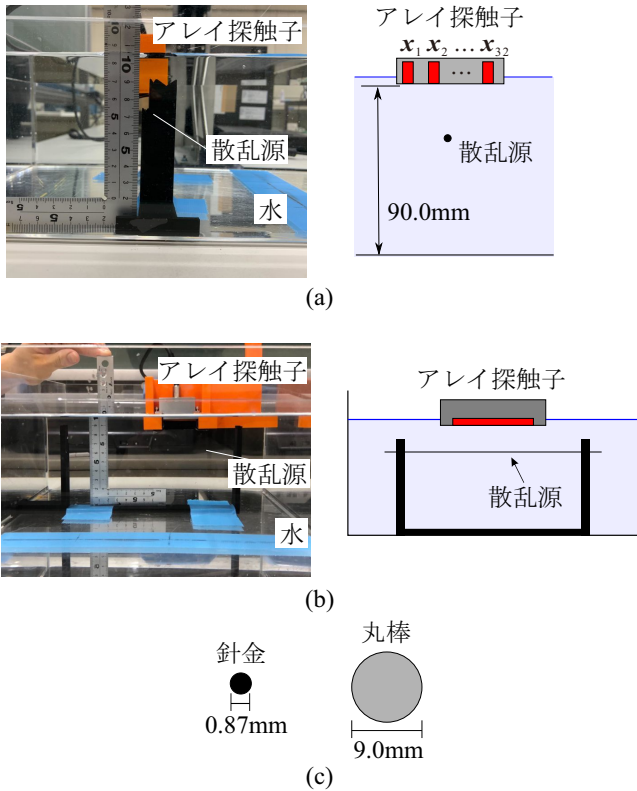 アレイ探触子
散乱源
水
アレイ探触子
x1 x2 … x32
散乱源
90.0mm
(a)
アレイ探触子
散乱源
水
アレイ探触子
散乱源
(b)
針金
0.87mm
丸棒
9.0mm
(c)